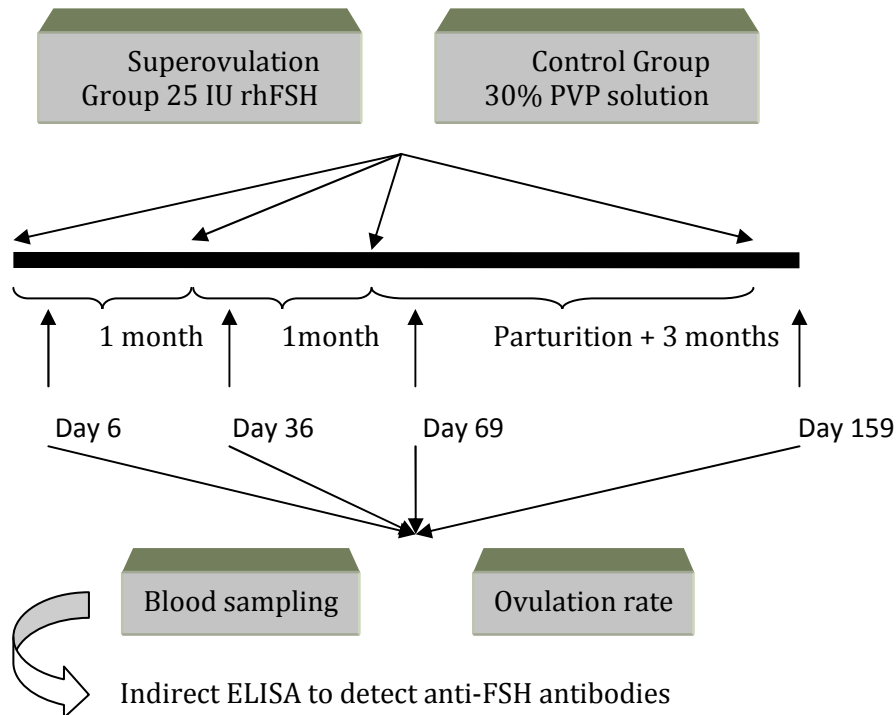 Superovulation
Group 25 IU rhFSH
Control Group
30% PVP solution
1 month
1month
Parturition + 3 months
Day 6
Day 36
Day 69
Day 159
Blood sampling
Ovulation rate
Indirect ELISA to detect anti-FSH antibodies